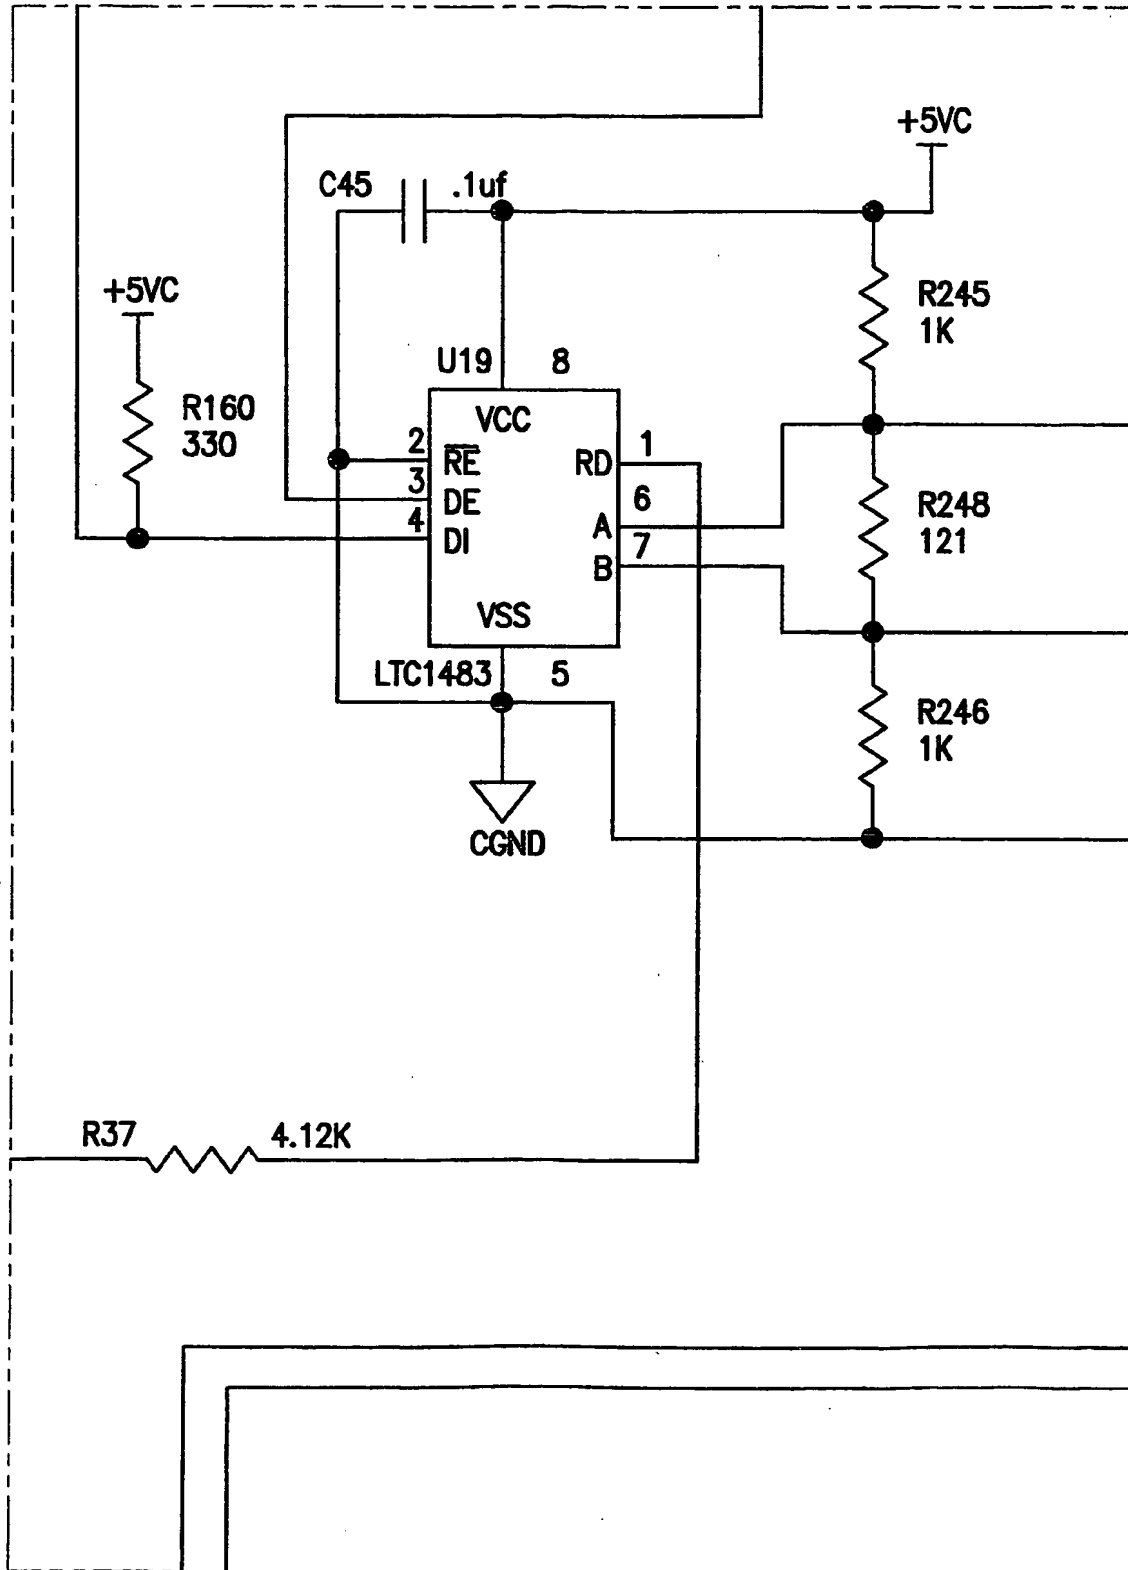 +5VC
C45
.1uf
+5VC
R245
1K
U19
8
R160
330
VCC
2
RE
RD
1
3
DE
6
A
4
DI
7
B
R248
121
VSS
LTC1483
5
R246
1K
CGND
R37
4.12K